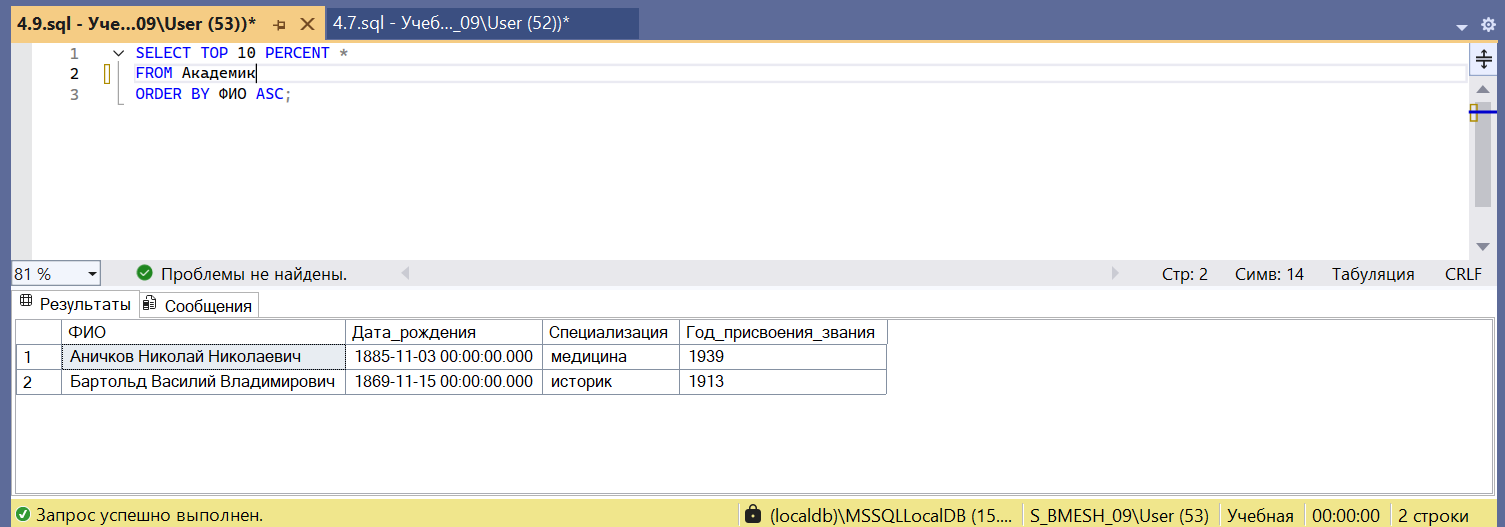 4.9.sql - Уче...09\User (53))*
4.7.sql - Учеб..._09\User (52))*
1 SELECT TOP 10 PERCENT *
2 FROM Академик
3 ORDER BY ФИО ASC;
81 % Проблемы не найдены. Стр: 2 Симв: 14 Табуляция CRLF
Результаты Сообщения
ФИО Дата_рождения Специализация Год_присвоения_звания
1 Аничков Николай Николаевич 1885-11-03 00:00:00.000 медицина 1939
2 Бартольд Василий Владимирович 1869-11-15 00:00:00.000 историк 1913
Запрос успешно выполнен. (localdb)\MSSQLLocalDB (15.... S_BMESH_09\User (53) Учебная 00:00:00 2 строки